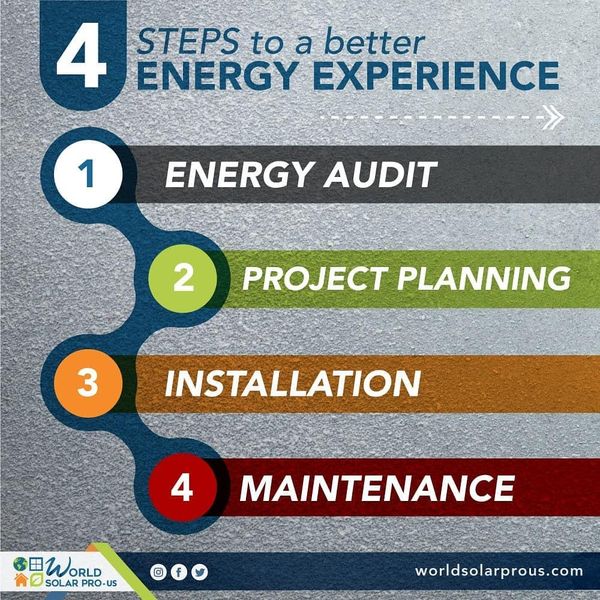 4
STEPS to a better
ENERGY EXPERIENCE
1
ENERGY AUDIT
2
PROJECT PLANNING
3
INSTALLATION
4
MAINTENANCE
WORLD
SOLAR PRO-US
worldsolarprous.com